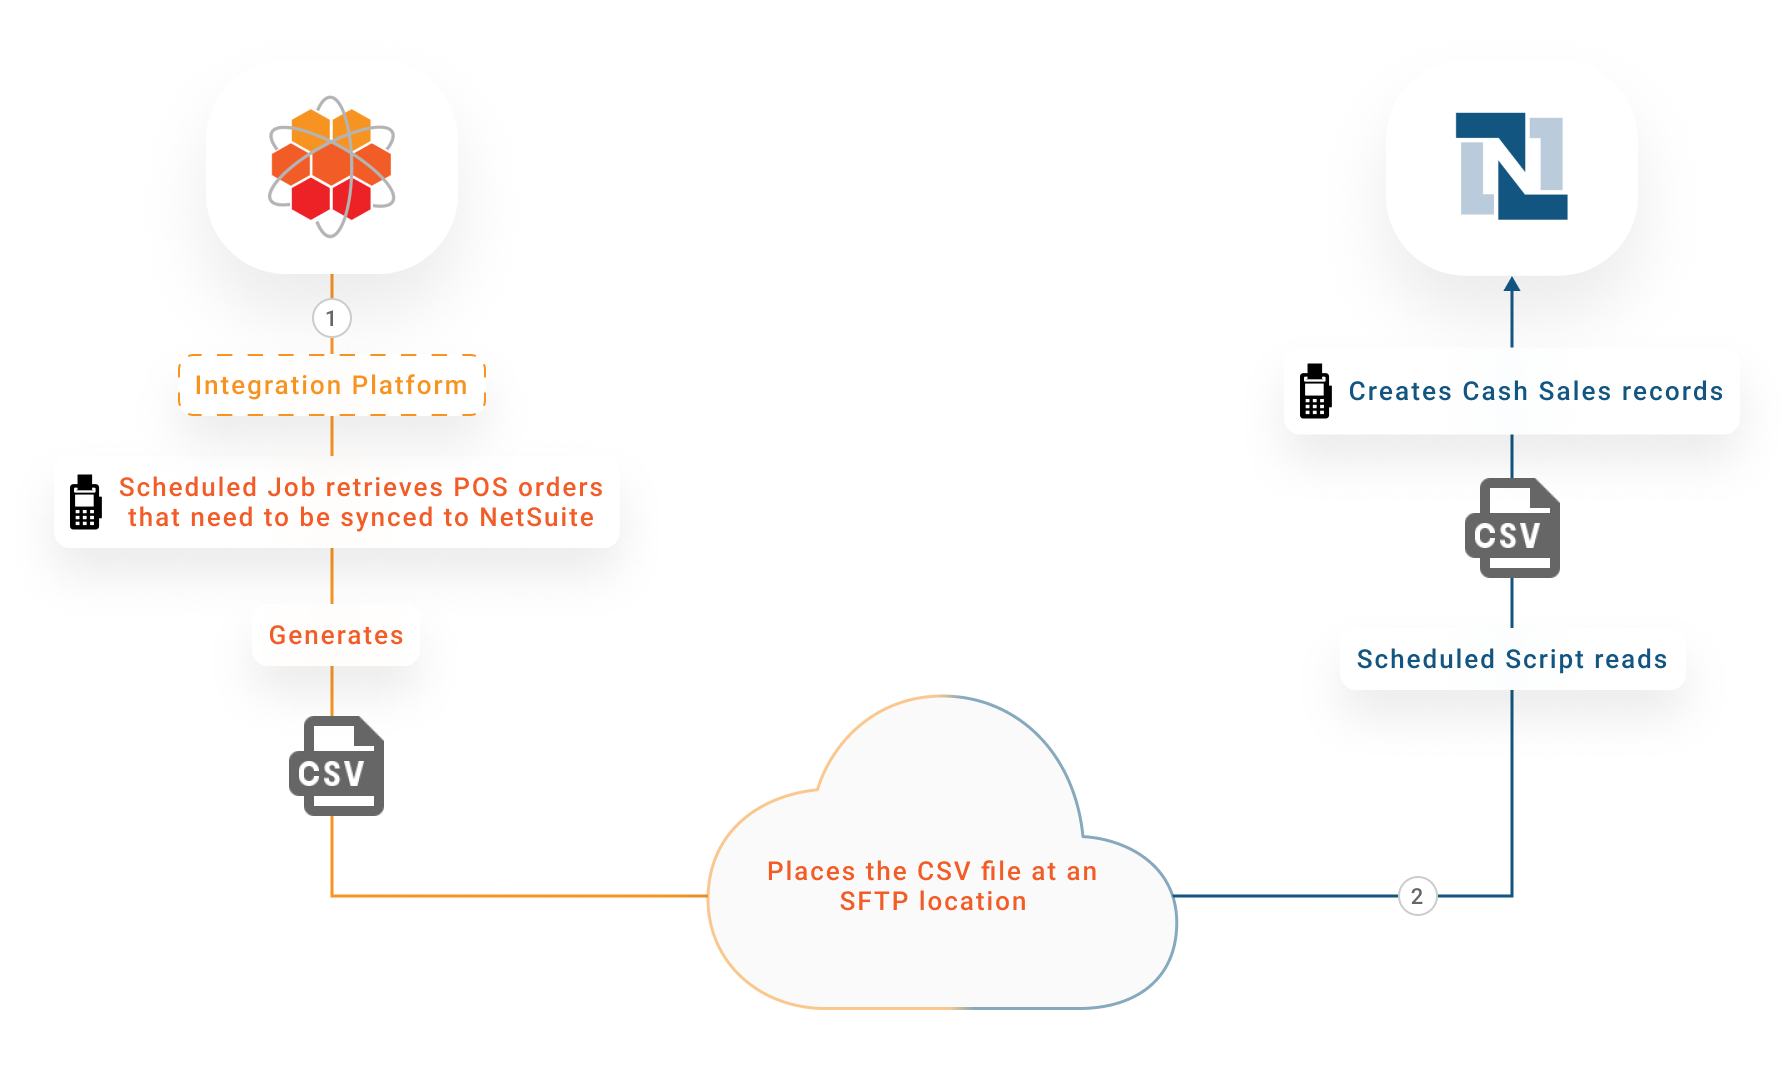 1
Integration Platform
Scheduled Job retrieves POS orders
that need to be synced to NetSuite
Generates
CSV
Places the CSV file at an
SFTP location
2
Scheduled Script reads
CSV
Creates Cash Sales records
N